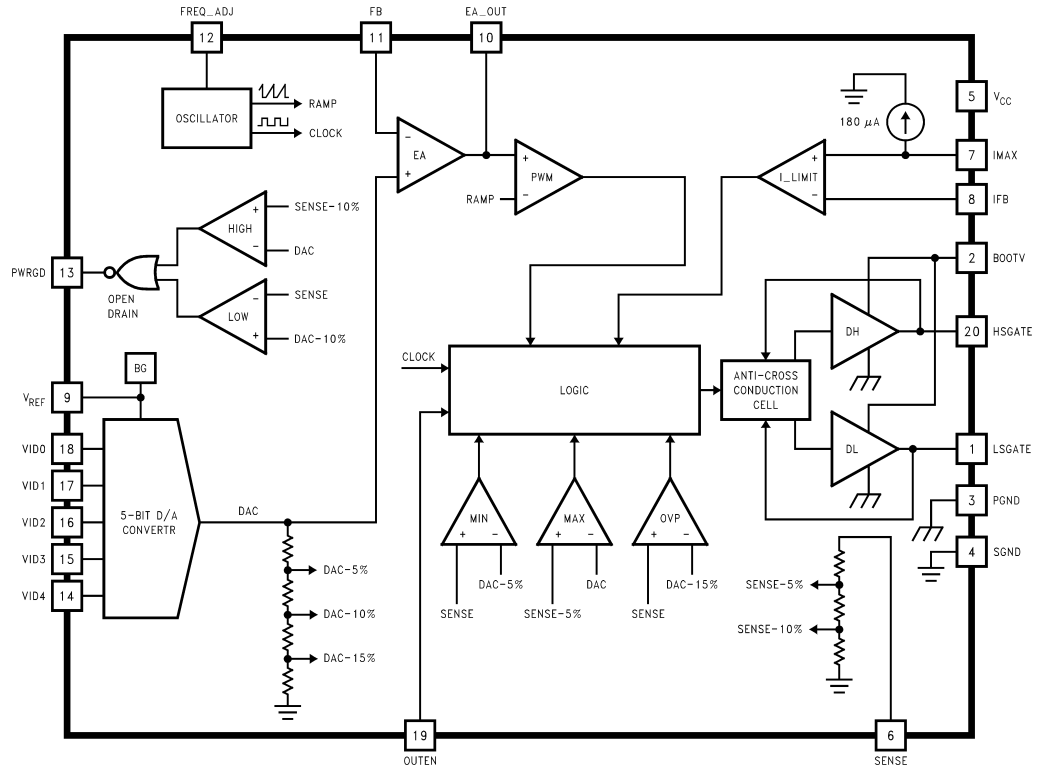 FREQ_ADJ
FB
EA_OUT
12
11
10
OSCILLATOR
RAMP
CLOCK
5
VCC
180 μA
7
IMAX
8
IFB
−
EA
+
+
PWM
RAMP
−
+
I_LIMIT
−
SENSE-10%
+
HIGH
−
DAC
PWRGD
13
OPEN
DRAIN
SENSE
−
LOW
+
DAC-10%
2
BOOTV
DH
20
HSGATE
CLOCK
LOGIC
ANTI-CROSS
CONDUCTION
CELL
BG
VREF
9
DL
1
LSGATE
VID0
18
VID1
17
VID2
16
VID3
15
VID4
14
5-BIT D/A
CONVERTR
DAC
DAC-5%
DAC-10%
DAC-15%
MIN
+ −
DAC-5%
SENSE
MAX
+ −
DAC
SENSE-5%
OVP
+ −
DAC-15%
SENSE
3
PGND
4
SGND
SENSE-5%
SENSE-10%
19
OUTEN
6
SENSE